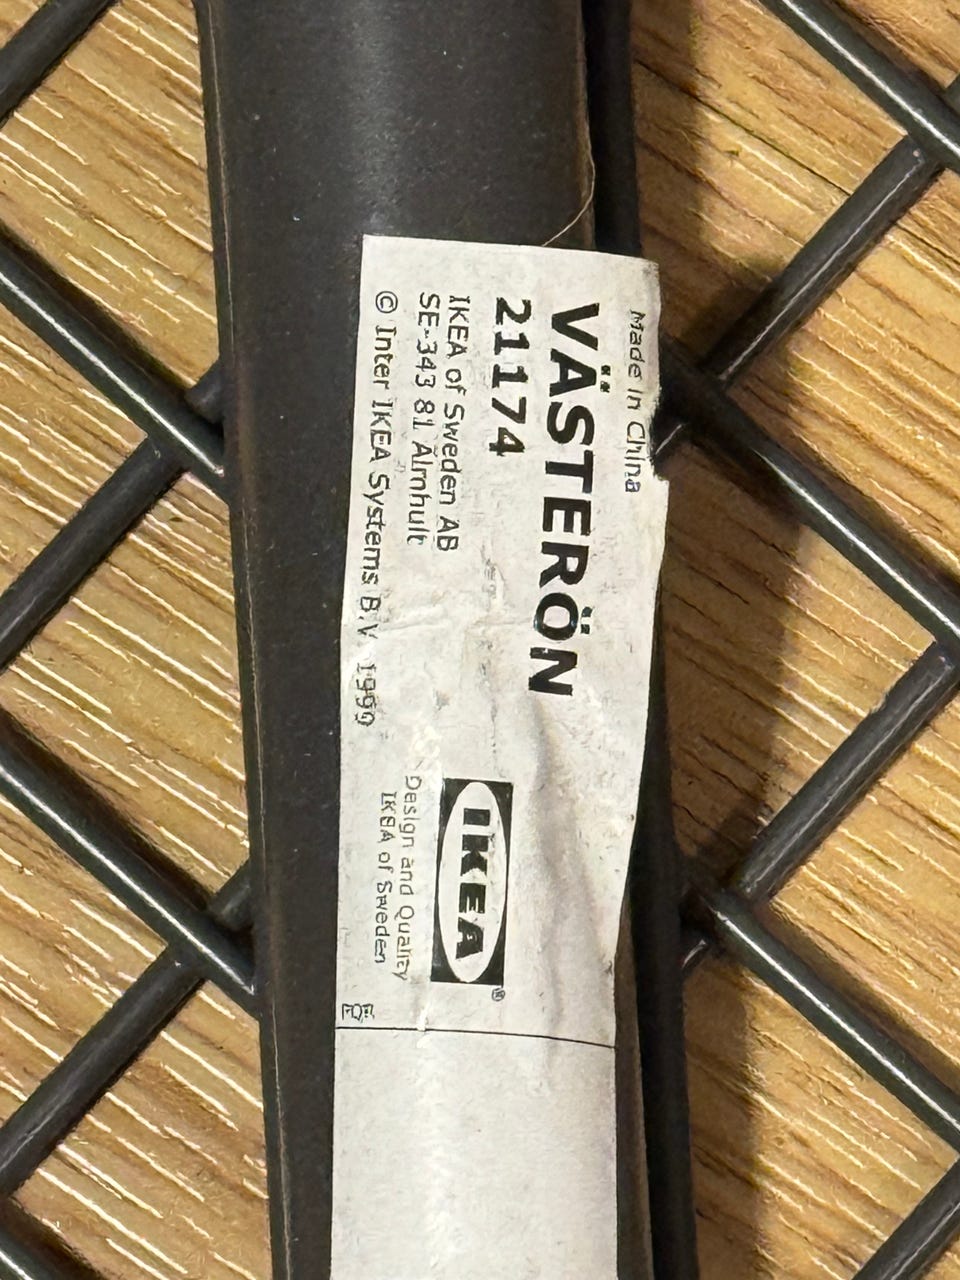 Made in China
VÄSTERÖN
21174
IKEA of Sweden AB
SE-343 81 Älmhult
© Inter IKEA Systems B.V. 1999
IKEA®
Design and Quality
IKEA of Sweden